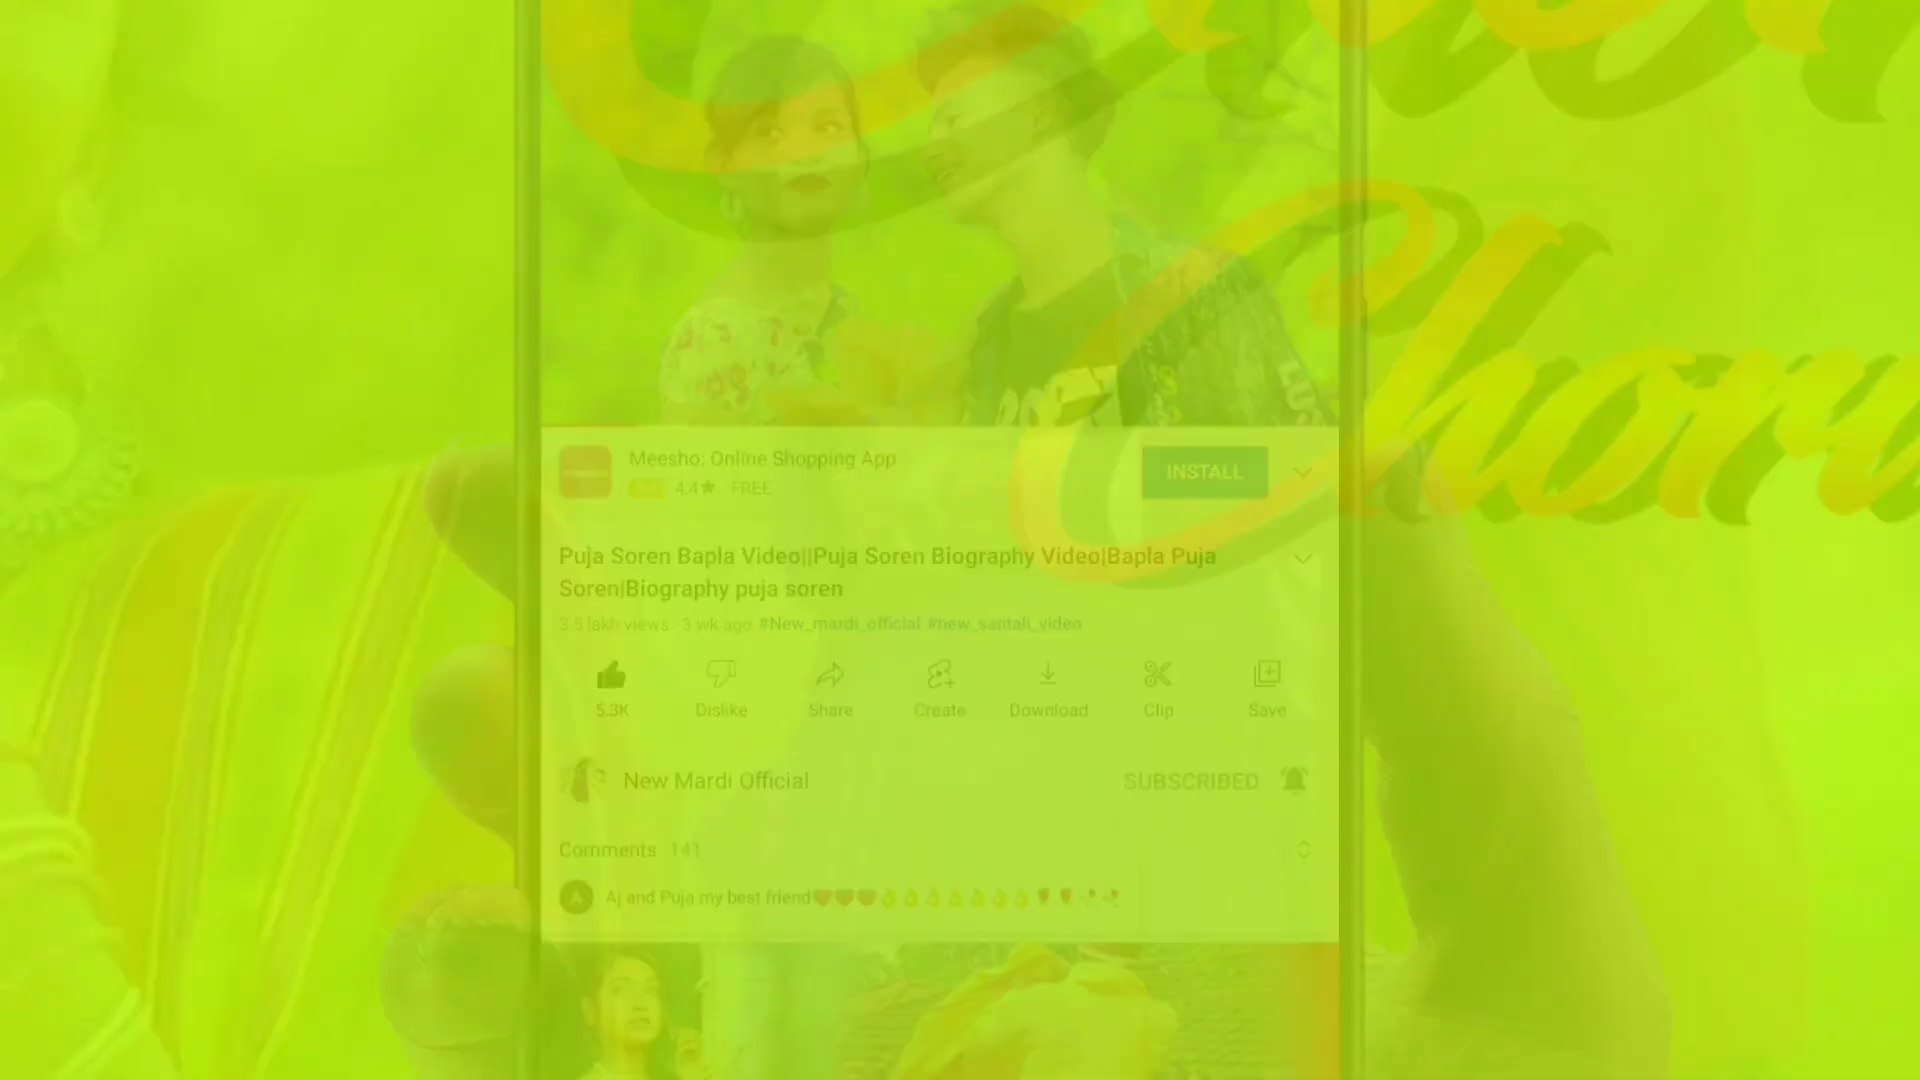 Chor
Meesho: Online Shopping App
Ad 4.4★ FREE
INSTALL
Puja Soren Bapla Video||Puja Soren Biography Video|Bapla Puja
Soren|Biography puja soren
3.5 lakh views 3 wk ago #New_mardi_official #new_santali_video
5.3K
Dislike
Share
Create
Download
Clip
Save
New Mardi Official
SUBSCRIBED
Comments 141
A
Aj and Puja my best friend❤❤❤👌👌👌👌👌👌👌🌹🌹